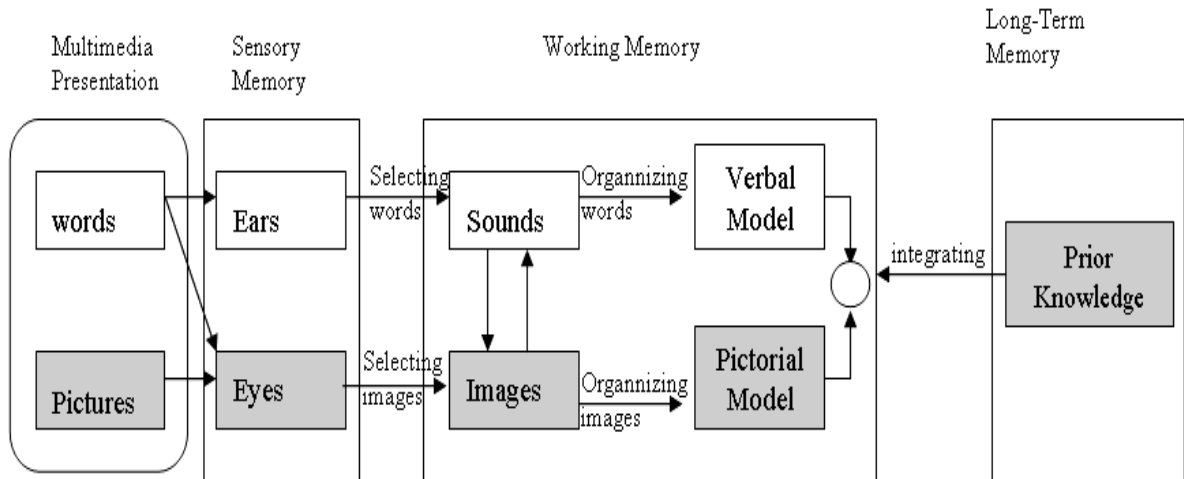 Multimedia
Presentation
Sensory
Memory
Working Memory
Long-Term
Memory
words
Ears
Selecting
words
Sounds
Organnizing
words
Verbal
Model
integrating
Prior
Knowledge
Pictures
Eyes
Selecting
images
Images
Organnizing
images
Pictorial
Model